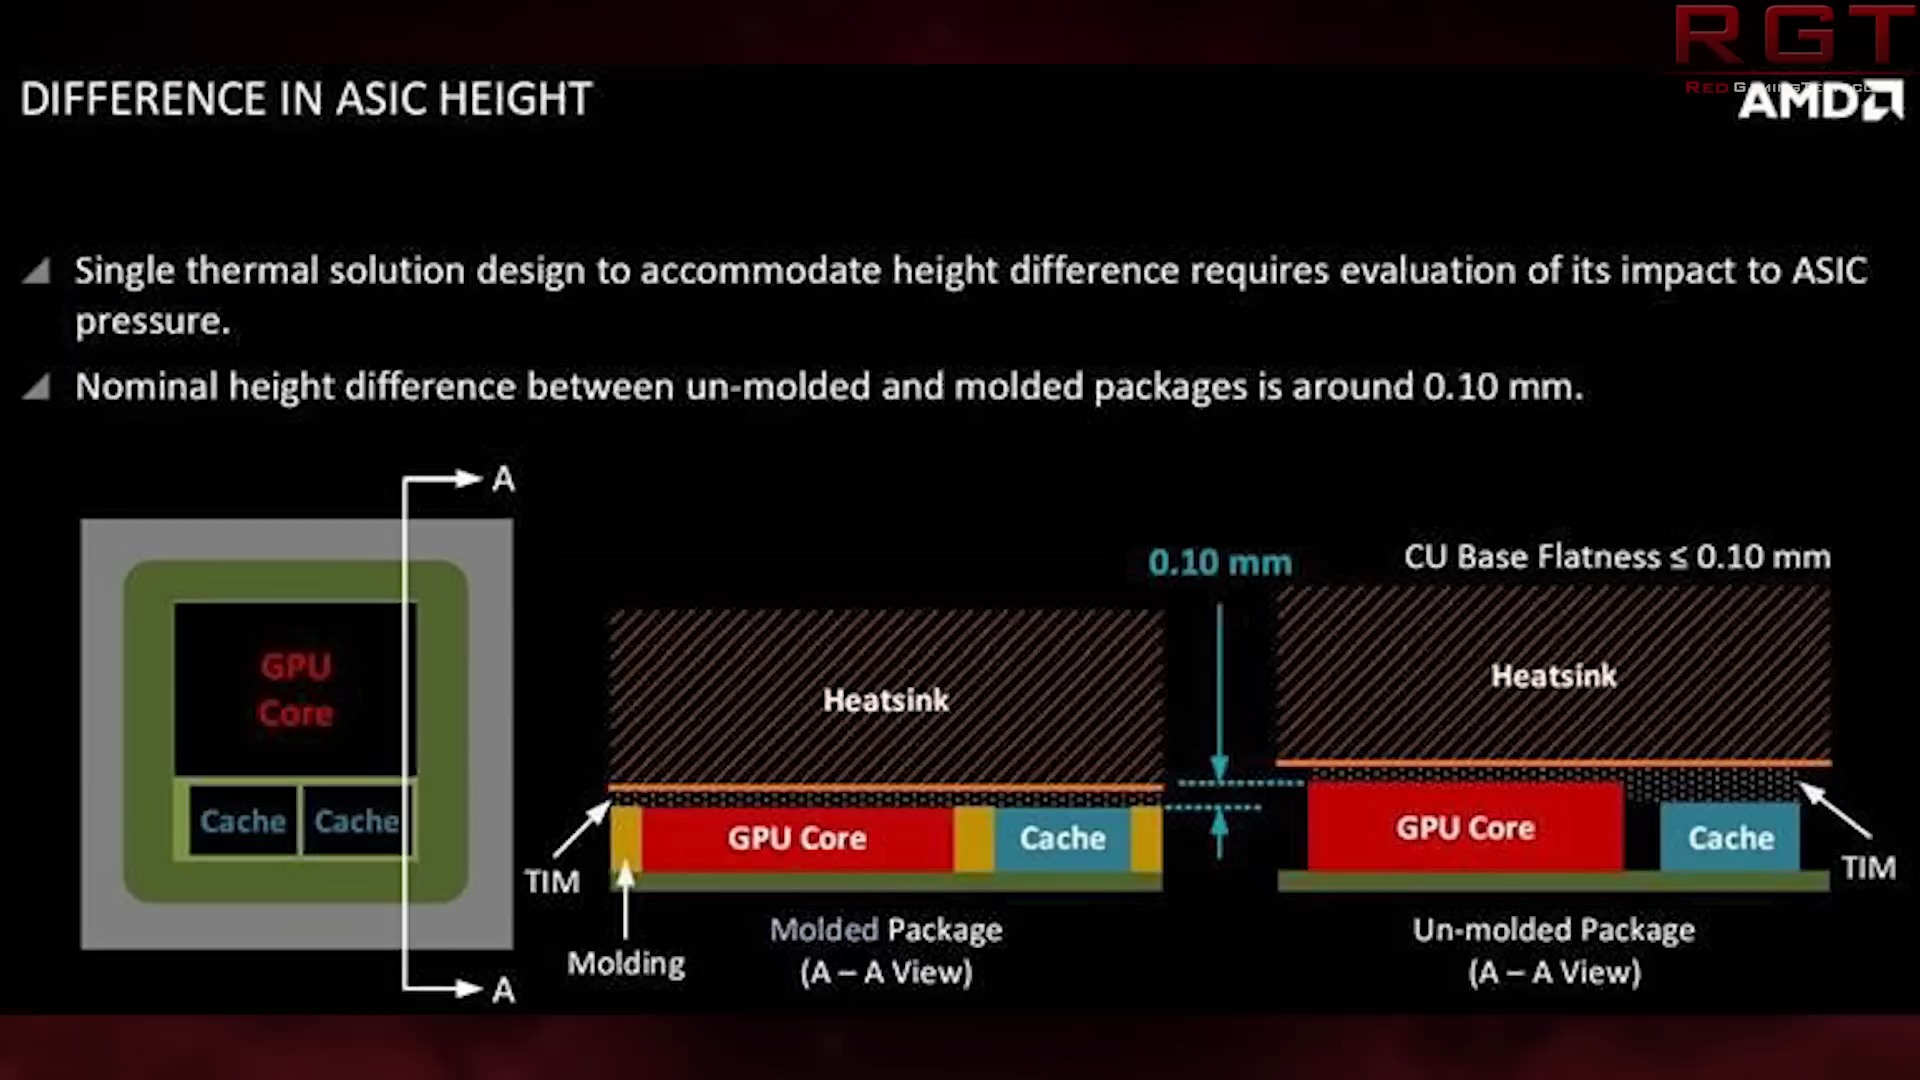 RGT
RED GAMINGTECH.CO
AMD
DIFFERENCE IN ASIC HEIGHT
Single thermal solution design to accommodate height difference requires evaluation of its impact to ASIC
pressure.
Nominal height difference between un-molded and molded packages is around 0.10 mm.
A
GPU
Core
Cache Cache
A
0.10 mm
CU Base Flatness ≤ 0.10 mm
Heatsink
Heatsink
GPU Core
Cache
GPU Core
Cache
TIM
TIM
Molding
Molded Package
(A – A View)
Un-molded Package
(A – A View)